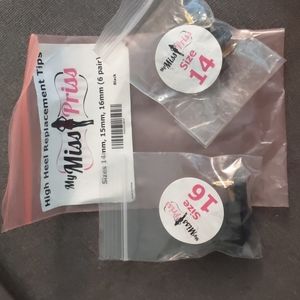 High Heel Replacement Tips
My
Miss Priss
Sizes 14mm, 15mm, 16mm (6 pair)
Black
My
Miss Priss
Size
14
My
Miss Priss
Size
16